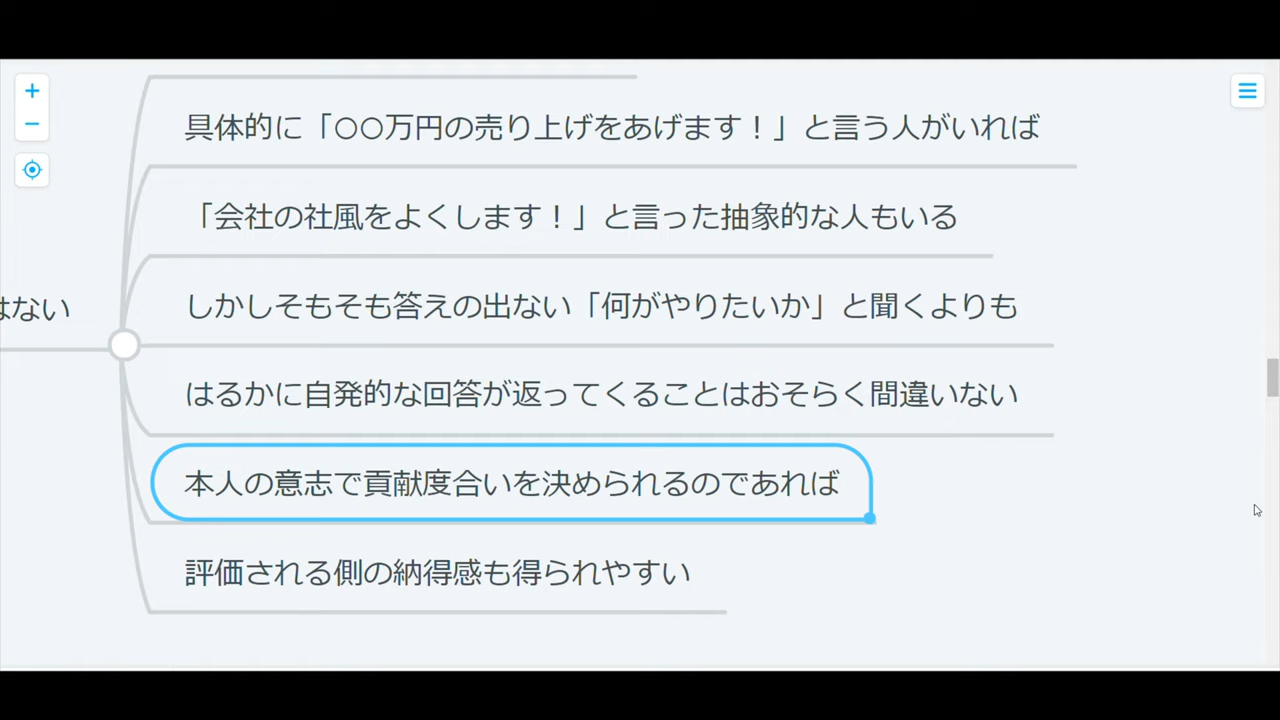 具体的に「○○万円の売り上げをあげます！」と言う人がいれば
「会社の社風をよくします！」と言った抽象的な人もいる
はない
しかしそもそも答えの出ない「何がやりたいか」と聞くよりも
はるかに自発的な回答が返ってくることはおそらく間違いない
本人の意志で貢献度合いを決められるのであれば
評価される側の納得感も得られやすい